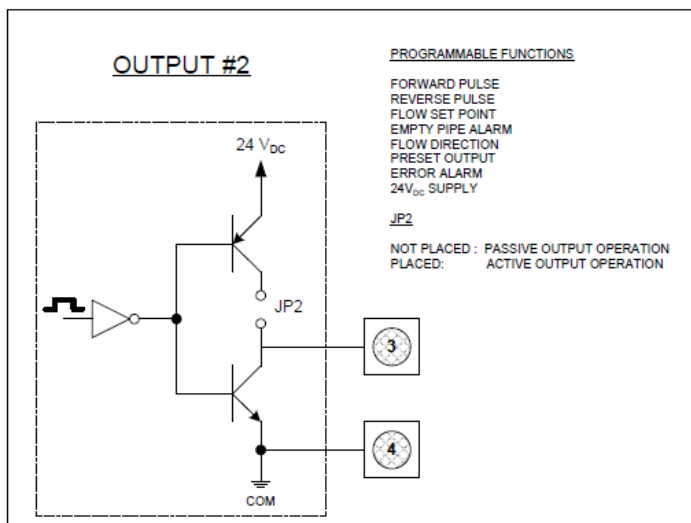 OUTPUT #2
24 VDC
JP2
3
4
COM
PROGRAMMABLE FUNCTIONS
FORWARD PULSE
REVERSE PULSE
FLOW SET POINT
EMPTY PIPE ALARM
FLOW DIRECTION
PRESET OUTPUT
ERROR ALARM
24VDC SUPPLY
JP2
NOT PLACED : PASSIVE OUTPUT OPERATION
PLACED: ACTIVE OUTPUT OPERATION